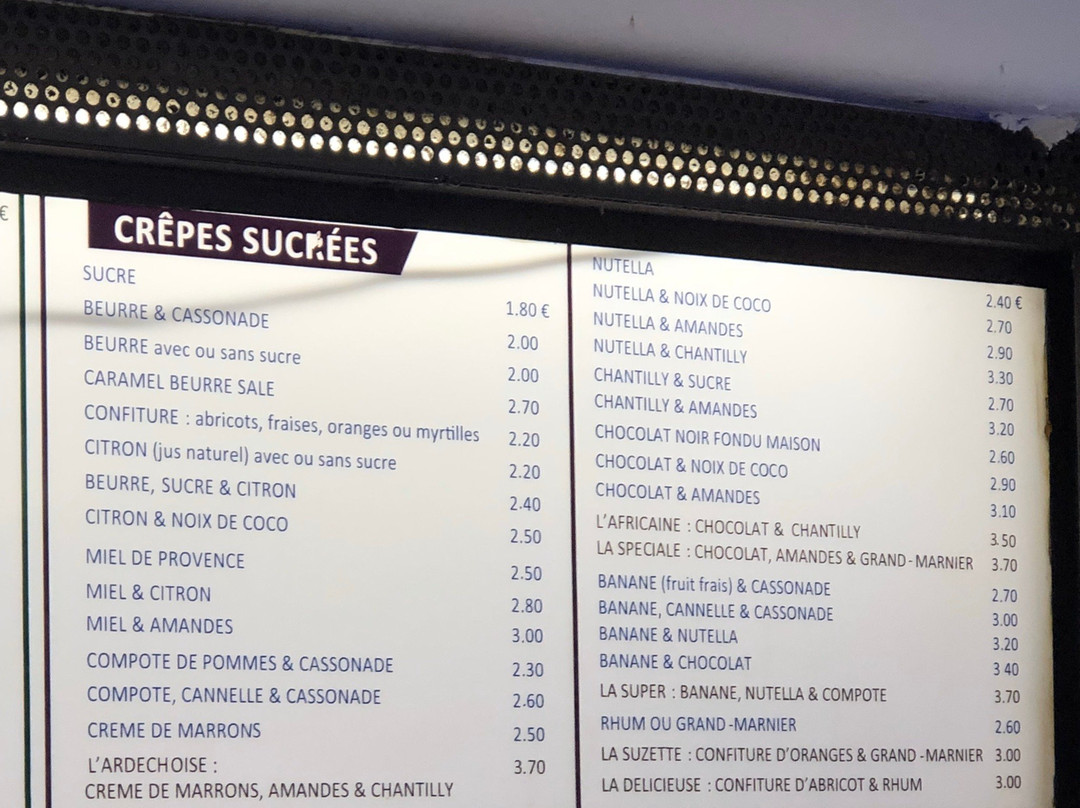 €
CRÊPES SUCRÉES
SUCRE 1.80 €
BEURRE & CASSONADE 2.00
BEURRE avec ou sans sucre 2.00
CARAMEL BEURRE SALE 2.70
CONFITURE : abricots, fraises, oranges ou myrtilles 2.20
CITRON (jus naturel) avec ou sans sucre 2.20
BEURRE, SUCRE & CITRON 2.40
CITRON & NOIX DE COCO 2.50
MIEL DE PROVENCE 2.50
MIEL & CITRON 2.80
MIEL & AMANDES 3.00
COMPOTE DE POMMES & CASSONADE 2.30
COMPOTE, CANNELLE & CASSONADE 2.60
CREME DE MARRONS 2.50
L'ARDECHOISE : 3.70
CREME DE MARRONS, AMANDES & CHANTILLY
NUTELLA 2.40 €
NUTELLA & NOIX DE COCO 2.70
NUTELLA & AMANDES 2.90
NUTELLA & CHANTILLY 3.30
CHANTILLY & SUCRE 2.70
CHANTILLY & AMANDES 3.20
CHOCOLAT NOIR FONDU MAISON 2.60
CHOCOLAT & NOIX DE COCO 2.90
CHOCOLAT & AMANDES 3.10
L'AFRICAINE : CHOCOLAT & CHANTILLY 3.50
LA SPECIALE : CHOCOLAT, AMANDES & GRAND-MARNIER 3.70
BANANE (fruit frais) & CASSONADE 2.70
BANANE, CANNELLE & CASSONADE 3.00
BANANE & NUTELLA 3.20
BANANE & CHOCOLAT 3 40
LA SUPER : BANANE, NUTELLA & COMPOTE 3.70
RHUM OU GRAND-MARNIER 2.60
LA SUZETTE : CONFITURE D'ORANGES & GRAND-MARNIER 3.00
LA DELICIEUSE : CONFITURE D'ABRICOT & RHUM 3.00